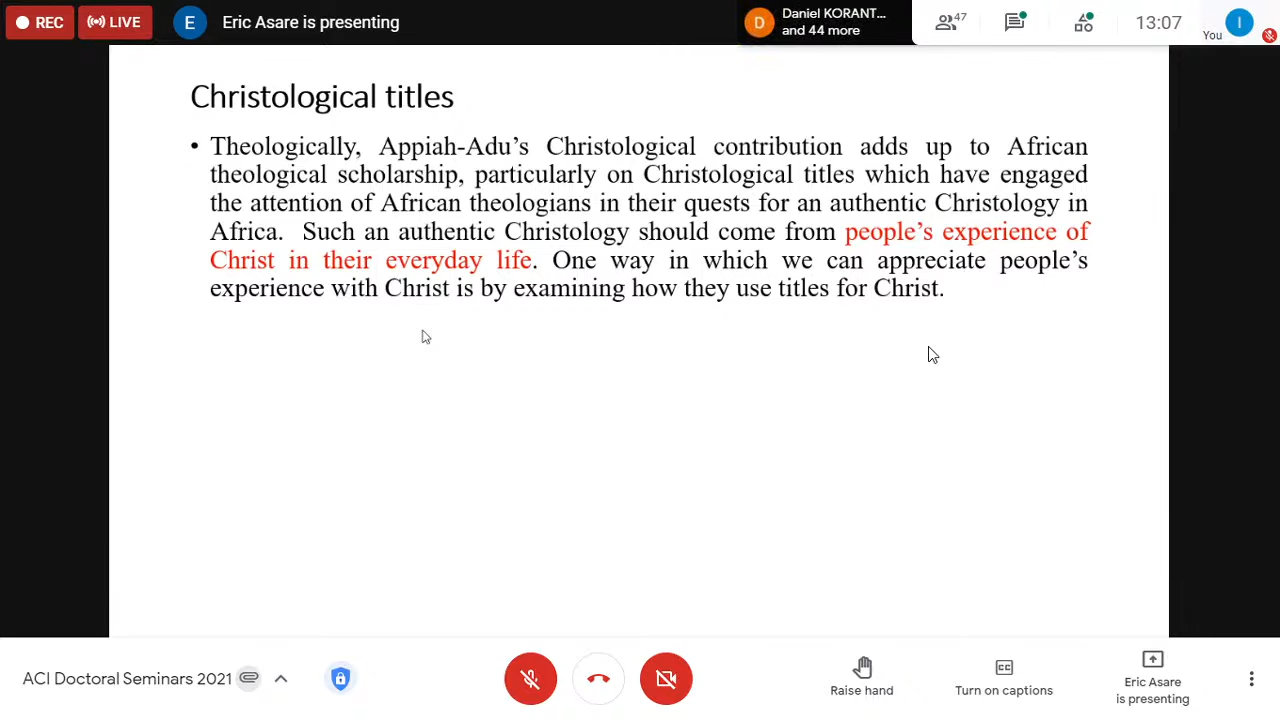 REC
LIVE
E
Eric Asare is presenting
D
Daniel KORANT...
and 44 more
47
13:07
You
I
Christological titles
• Theologically, Appiah-Adu’s Christological contribution adds up to African
theological scholarship, particularly on Christological titles which have engaged
the attention of African theologians in their quests for an authentic Christology in
Africa.  Such an authentic Christology should come from people’s experience of
Christ in their everyday life. One way in which we can appreciate people’s
experience with Christ is by examining how they use titles for Christ.
ACI Doctoral Seminars 2021
Raise hand
CC
Turn on captions
Eric Asare
is presenting